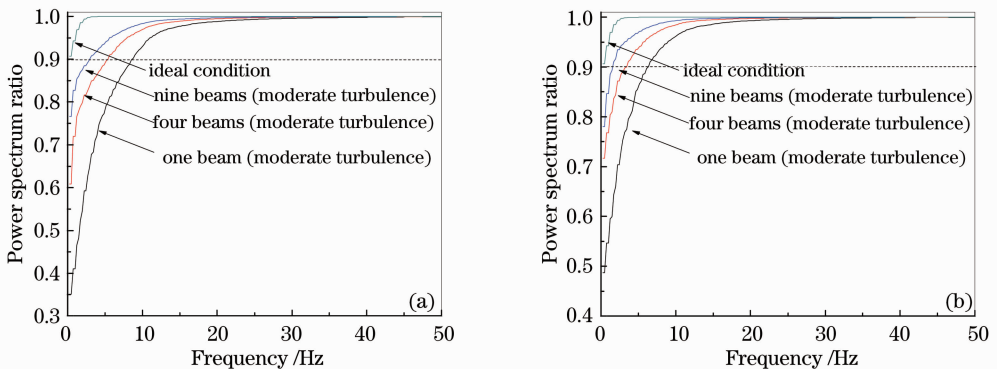 1.0
0.9
0.8
0.7
0.6
0.5
0.4
0.3
Power spectrum ratio
ideal condition
nine beams (moderate turbulence)
four beams (moderate turbulence)
one beam (moderate turbulence)
(a)
0 10 20 30 40 50
Frequency /Hz
1.0
0.9
0.8
0.7
0.6
0.5
0.4
Power spectrum ratio
ideal condition
nine beams (moderate turbulence)
four beams (moderate turbulence)
one beam (moderate turbulence)
(b)
0 10 20 30 40 50
Frequency /Hz